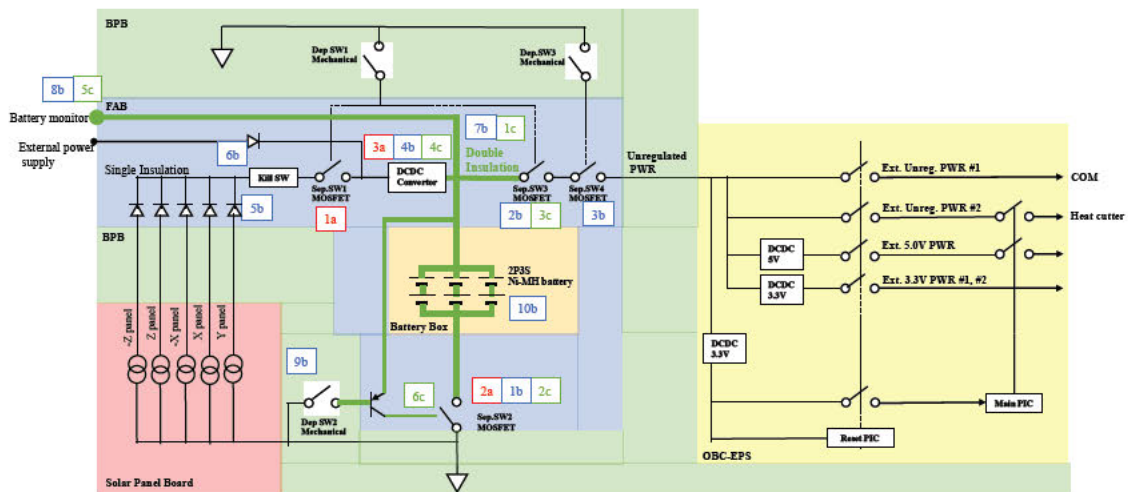 BPB
Dep SW1
Mechanical
Dep.SW3
Mechanical
8b 5c
FAB
Battery monitor
External power
supply
6b
3a 4b 4c
7b 1c
Double
Insulation
Single Insulation
Kill SW
Sep.SW1
MOSFET
DCDC
Convertor
Sep.SW3
MOSFET
Sep.SW4
MOSFET
Unregulated
PWR
5b
1a
2b 3c
3b
Ext. Unreg. PWR #1
COM
Ext. Unreg. PWR #2
Heat cutter
DCDC
5V
Ext. 5.0V PWR
DCDC
3.3V
Ext. 3.3V PWR #1, #2
BPB
2P3S
Ni-MH battery
10b
Battery Box
-Z panel
Z panel
-X panel
X panel
Y panel
DCDC
3.3V
9b
6c
2a 1b 2c
Dep SW2
Mechanical
Sep.SW2
MOSFET
Main PIC
Reset PIC
OBC-EPS
Solar Panel Board